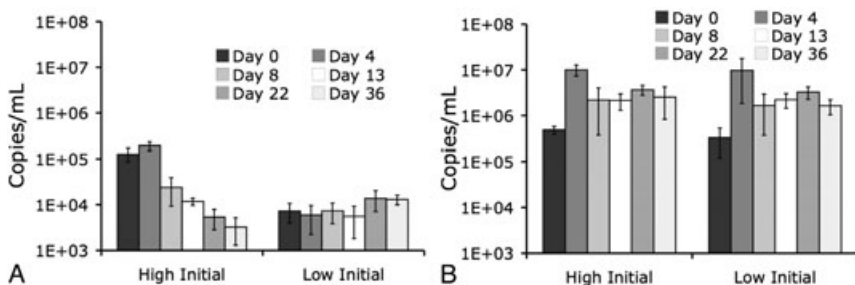 1E+08
1E+07
1E+06
1E+05
1E+04
1E+03
Copies/mL
Day 0 Day 4
Day 8 Day 13
Day 22 Day 36
High Initial Low Initial
A
1E+08
1E+07
1E+06
1E+05
1E+04
1E+03
Copies/mL
Day 0 Day 4
Day 8 Day 13
Day 22 Day 36
High Initial Low Initial
B